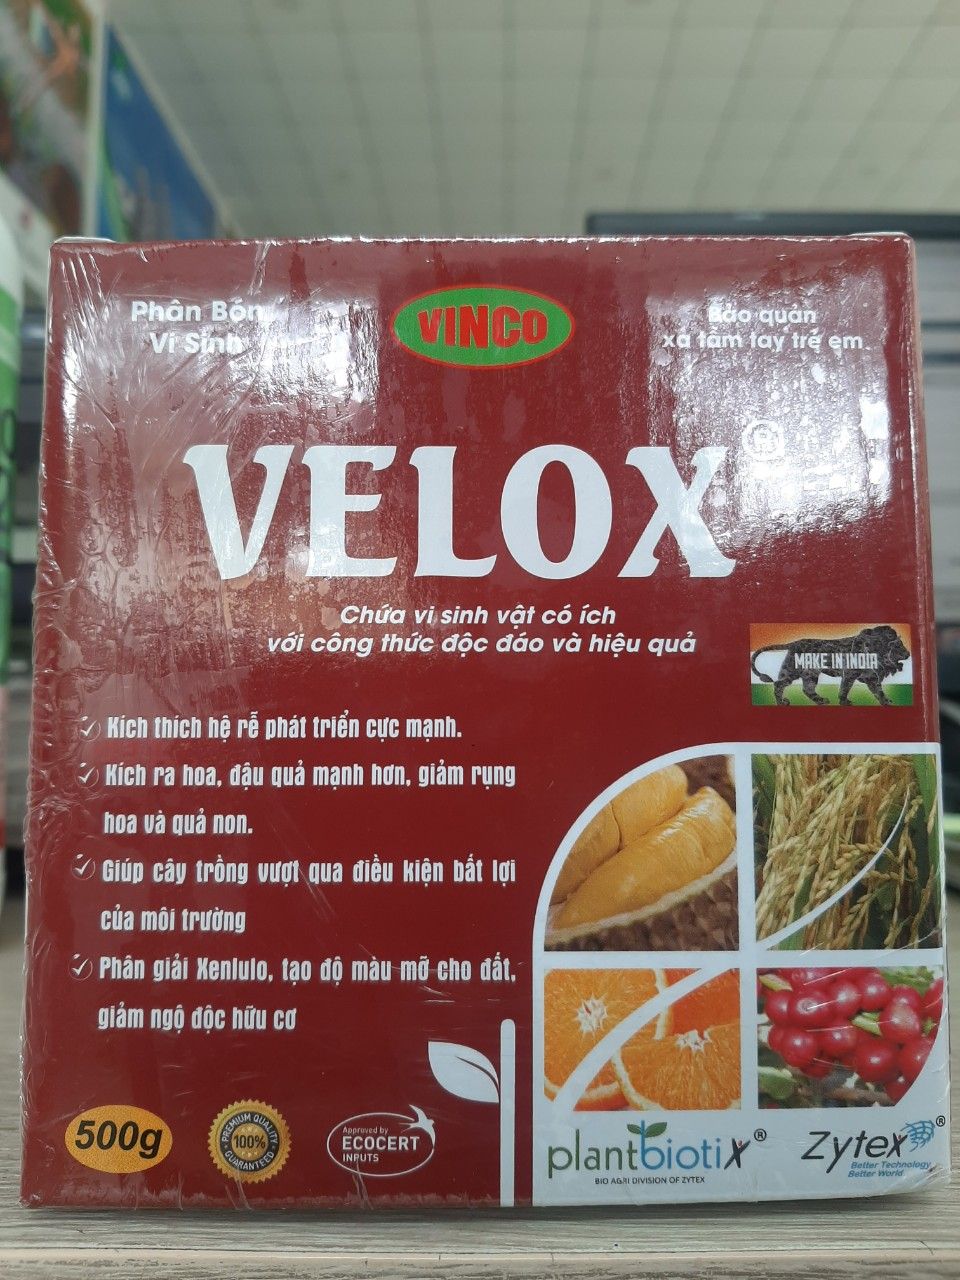 Phân Bón
Vi Sinh
VINCO
Bảo quản
xa tầm tay trẻ em
VELOX®
Chứa vi sinh vật có ích
với công thức độc đáo và hiệu quả
MAKE IN INDIA
Kích thích hệ rễ phát triển cực mạnh.
Kích ra hoa, đậu quả mạnh hơn, giảm rụng
hoa và quả non.
Giúp cây trồng vượt qua điều kiện bất lợi
của môi trường
Phân giải Xenlulo, tạo độ màu mỡ cho đất,
giảm ngộ độc hữu cơ
500g
PREMIUM QUALITY
100%
GUARANTEED
Approved by
ECOCERT
INPUTS
plantbiotix®
BIO AGRI DIVISION OF ZYTEX
Zytex®
Better Technology
Better World